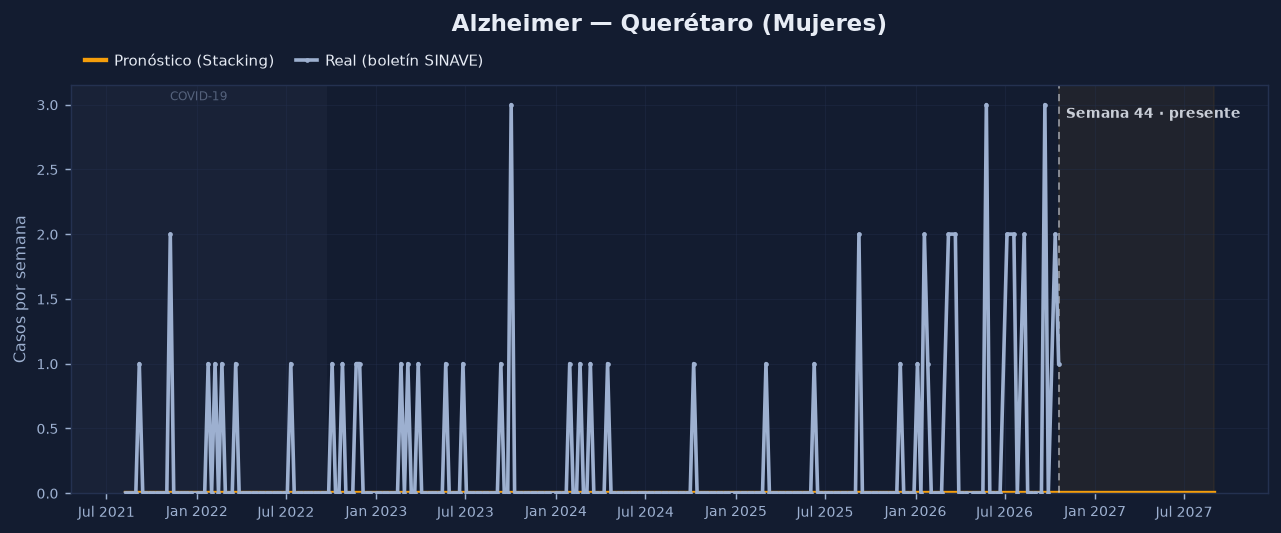 Alzheimer — Querétaro (Mujeres)
Pronóstico (Stacking)
Real (boletín SINAVE)
COVID-19
Semana 44 · presente
Casos por semana
3.0
2.5
2.0
1.5
1.0
0.5
0.0
Jul 2021
Jan 2022
Jul 2022
Jan 2023
Jul 2023
Jan 2024
Jul 2024
Jan 2025
Jul 2025
Jan 2026
Jul 2026
Jan 2027
Jul 2027